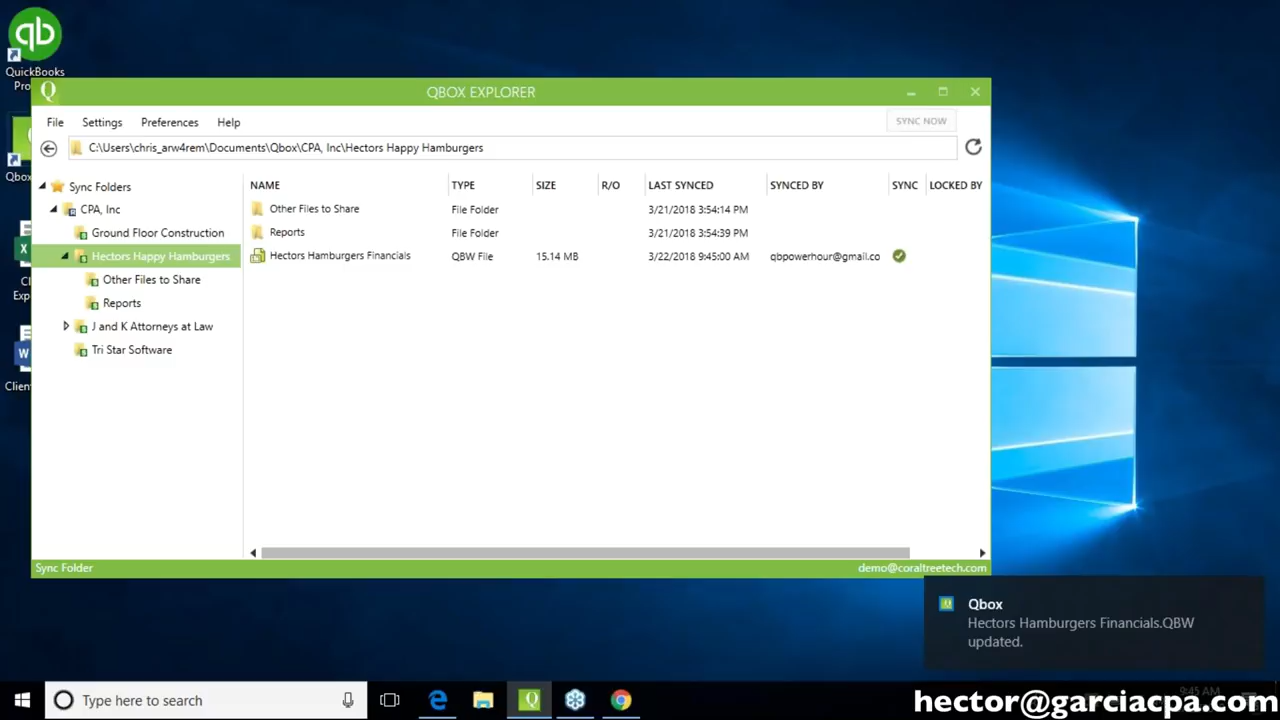 qb
QuickBooks
Pro
Q
QBOX EXPLORER
File Settings Preferences Help
SYNC NOW
C:\Users\chris_arw4rem\Documents\Qbox\CPA, Inc\Hectors Happy Hamburgers
Sync Folders
CPA, Inc
Ground Floor Construction
Hectors Happy Hamburgers
Other Files to Share
Reports
J and K Attorneys at Law
Tri Star Software
NAME TYPE SIZE R/O LAST SYNCED SYNCED BY SYNC LOCKED BY
Other Files to Share File Folder 3/21/2018 3:54:14 PM
Reports File Folder 3/21/2018 3:54:39 PM
Hectors Hamburgers Financials QBW File 15.14 MB 3/22/2018 9:45:00 AM qbpowerhour@gmail.co
Sync Folder
demo@coraltreetech.com
Qbox
Hectors Hamburgers Financials.QBW
updated.
Type here to search
9:45 AM
hector@garciacpa.com